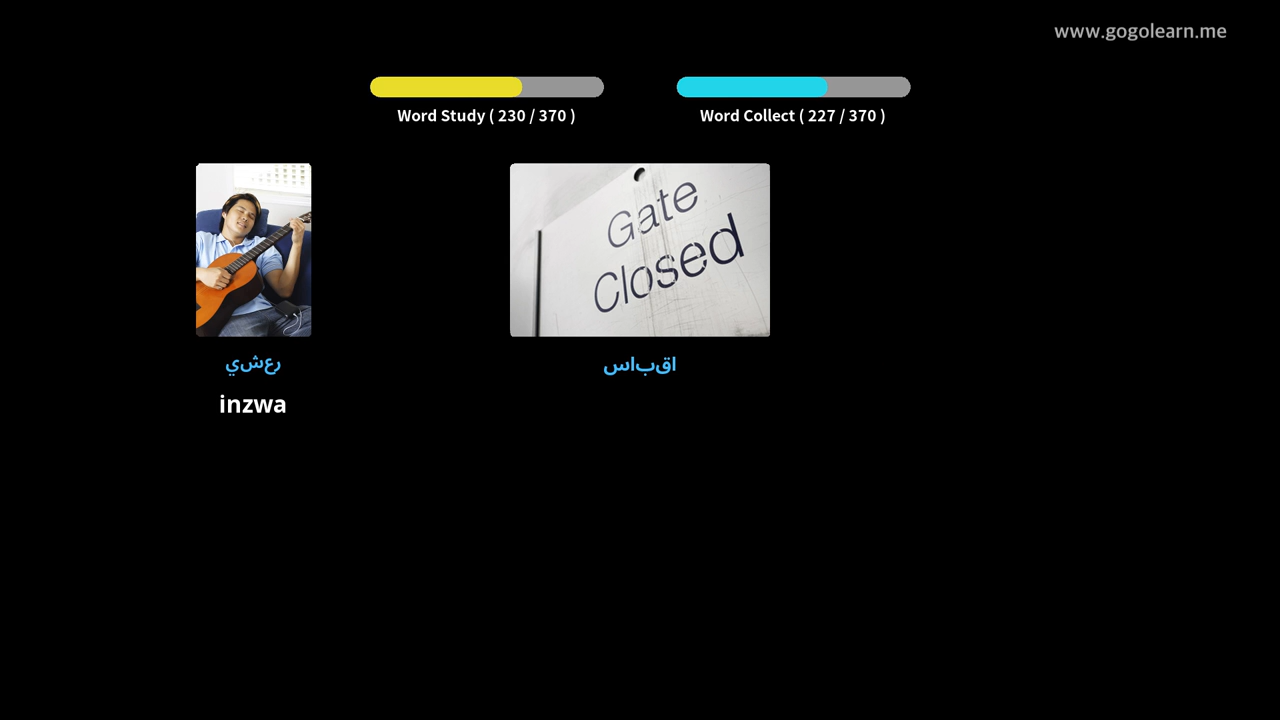 www.gogolearn.me
Word Study ( 230 / 370 )
Word Collect ( 227 / 370 )
Gate
Closed
رعشي
inzwa
اقباس